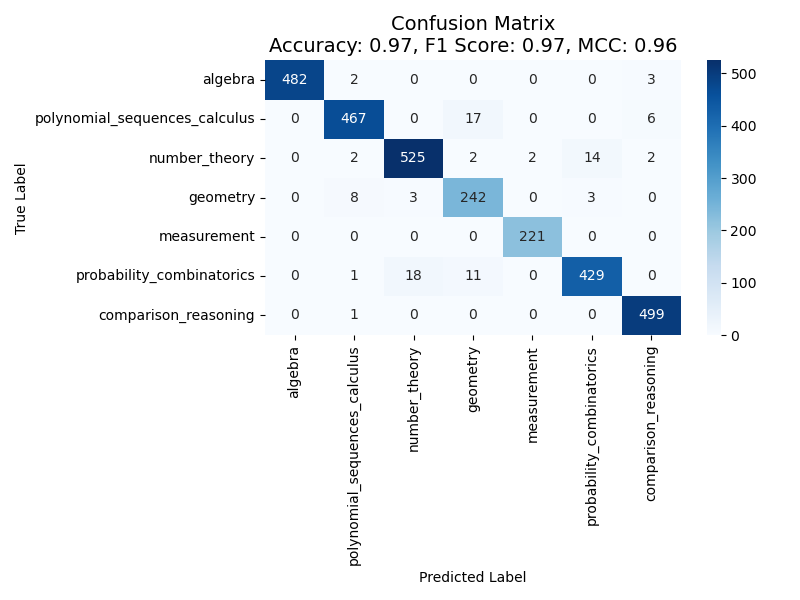 Confusion Matrix
Accuracy: 0.97, F1 Score: 0.97, MCC: 0.96
True Label
algebra 482 2 0 0 0 0 3
polynomial_sequences_calculus 0 467 0 17 0 0 6
number_theory 0 2 525 2 2 14 2
geometry 0 8 3 242 0 3 0
measurement 0 0 0 0 221 0 0
probability_combinatorics 0 1 18 11 0 429 0
comparison_reasoning 0 1 0 0 0 0 499
algebra
polynomial_sequences_calculus
number_theory
geometry
measurement
probability_combinatorics
comparison_reasoning
Predicted Label
500
400
300
200
100
0